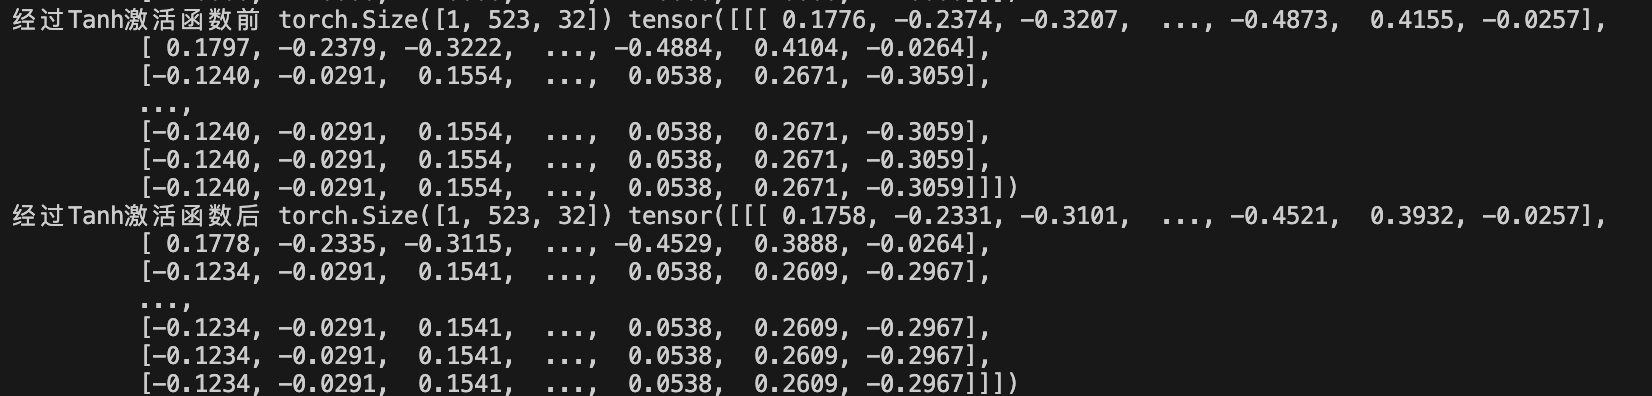 经过Tanh激活函数前 torch.Size([1, 523, 32]) tensor([[[ 0.1776, -0.2374, -0.3207,  ..., -0.4873,  0.4155, -0.0257],
[ 0.1797, -0.2379, -0.3222,  ..., -0.4884,  0.4104, -0.0264],
[-0.1240, -0.0291,  0.1554,  ...,  0.0538,  0.2671, -0.3059],
...,
[-0.1240, -0.0291,  0.1554,  ...,  0.0538,  0.2671, -0.3059],
[-0.1240, -0.0291,  0.1554,  ...,  0.0538,  0.2671, -0.3059],
[-0.1240, -0.0291,  0.1554,  ...,  0.0538,  0.2671, -0.3059]]])
经过Tanh激活函数后 torch.Size([1, 523, 32]) tensor([[[ 0.1758, -0.2331, -0.3101,  ..., -0.4521,  0.3932, -0.0257],
[ 0.1778, -0.2335, -0.3115,  ..., -0.4529,  0.3888, -0.0264],
[-0.1234, -0.0291,  0.1541,  ...,  0.0538,  0.2609, -0.2967],
...,
[-0.1234, -0.0291,  0.1541,  ...,  0.0538,  0.2609, -0.2967],
[-0.1234, -0.0291,  0.1541,  ...,  0.0538,  0.2609, -0.2967],
[-0.1234, -0.0291,  0.1541,  ...,  0.0538,  0.2609, -0.2967]]])